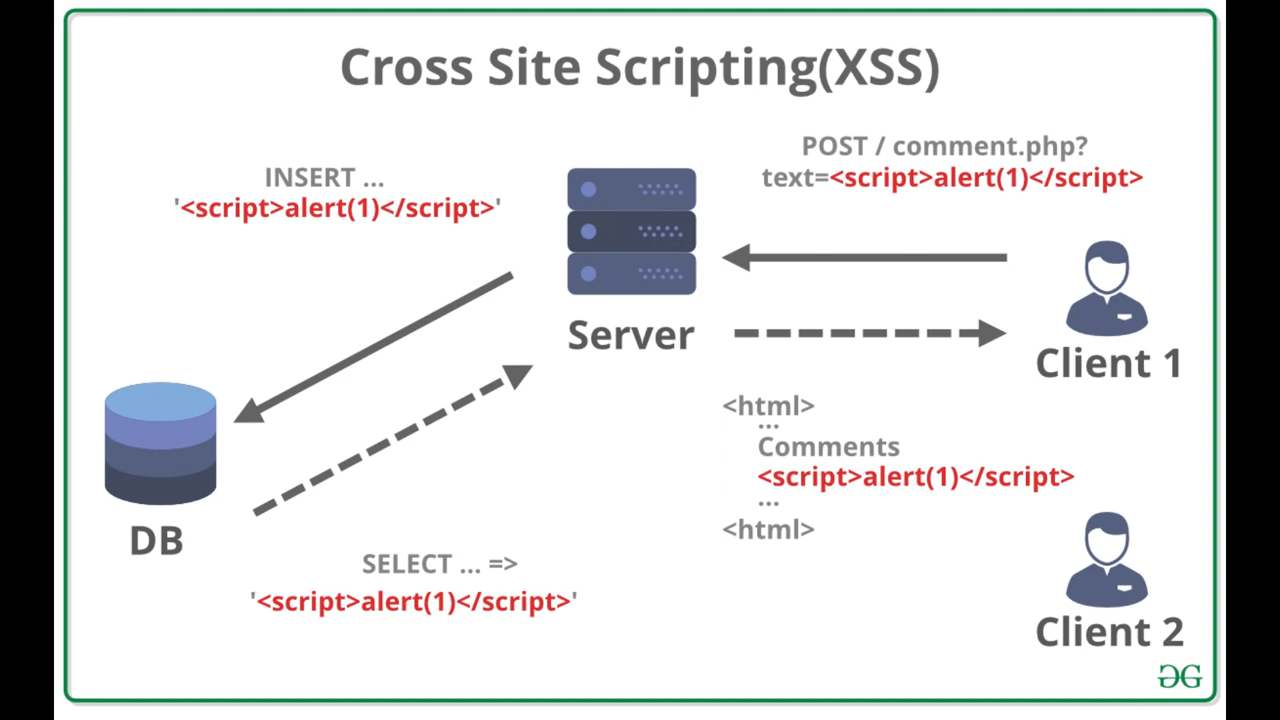 Cross Site Scripting(XSS)
POST / comment.php?
text=<script>alert(1)</script>
INSERT ...
'<script>alert(1)</script>'
Server
Client 1
<html>
...
Comments
<script>alert(1)</script>
...
<html>
DB
SELECT ... =>
'<script>alert(1)</script>'
Client 2